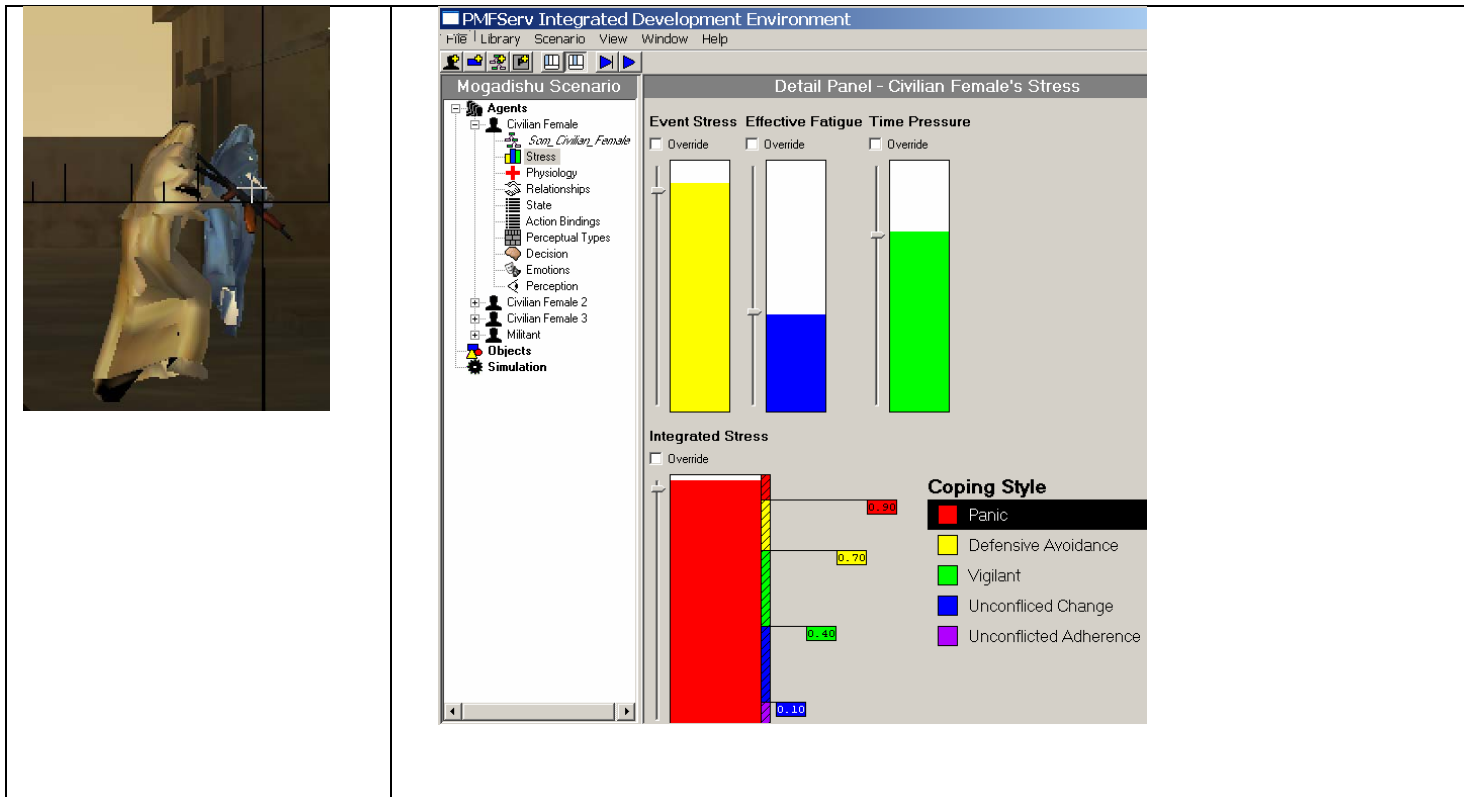 PMFServ Integrated Development Environment
File Library Scenario View Window Help
Mogadishu Scenario
Agents
Civilian Female
Som_Civilian_Female
Stress
Physiology
Relationships
State
Action Bindings
Perceptual Types
Decision
Emotions
Perception
Civilian Female 2
Civilian Female 3
Militant
Objects
Simulation
Detail Panel - Civilian Female's Stress
Event Stress Effective Fatigue Time Pressure
Override Override Override
Integrated Stress
Override
0.90
0.70
0.40
0.10
Coping Style
Panic
Defensive Avoidance
Vigilant
Unconfliced Change
Unconflicted Adherence